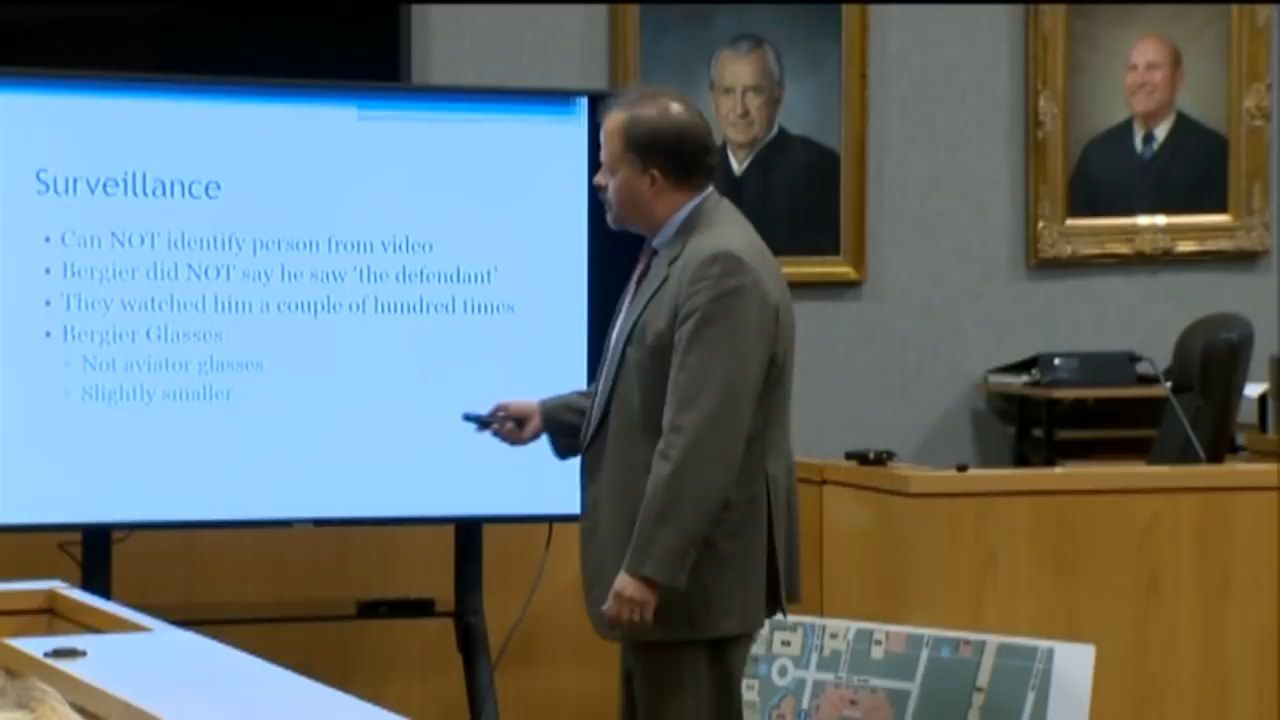 Surveillance
• Can NOT identify person from video
• Bergier did NOT say he saw 'the defendant'
• They watched him a couple of hundred times
• Bergier Glasses
◦ Not aviator glasses
◦ Slightly smaller